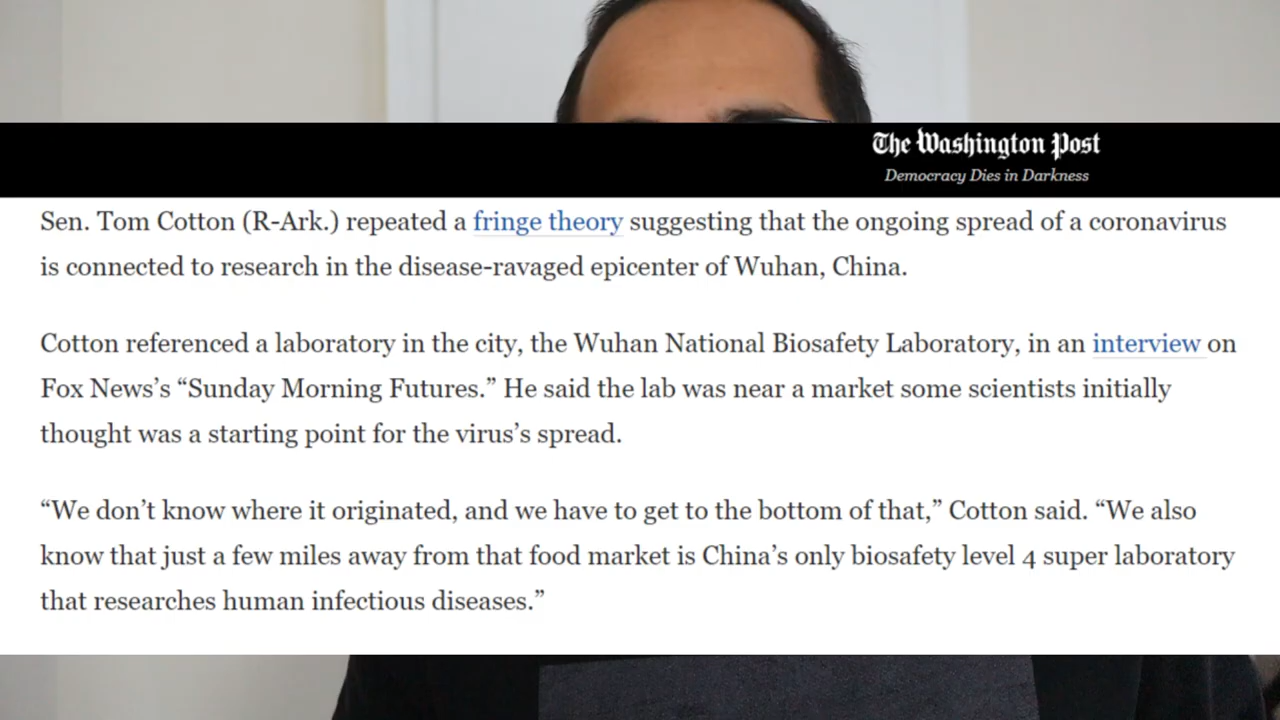 The Washington Post
Democracy Dies in Darkness
Sen. Tom Cotton (R-Ark.) repeated a fringe theory suggesting that the ongoing spread of a coronavirus
is connected to research in the disease-ravaged epicenter of Wuhan, China.
Cotton referenced a laboratory in the city, the Wuhan National Biosafety Laboratory, in an interview on
Fox News’s “Sunday Morning Futures.” He said the lab was near a market some scientists initially
thought was a starting point for the virus’s spread.
“We don’t know where it originated, and we have to get to the bottom of that,” Cotton said. “We also
know that just a few miles away from that food market is China’s only biosafety level 4 super laboratory
that researches human infectious diseases.”